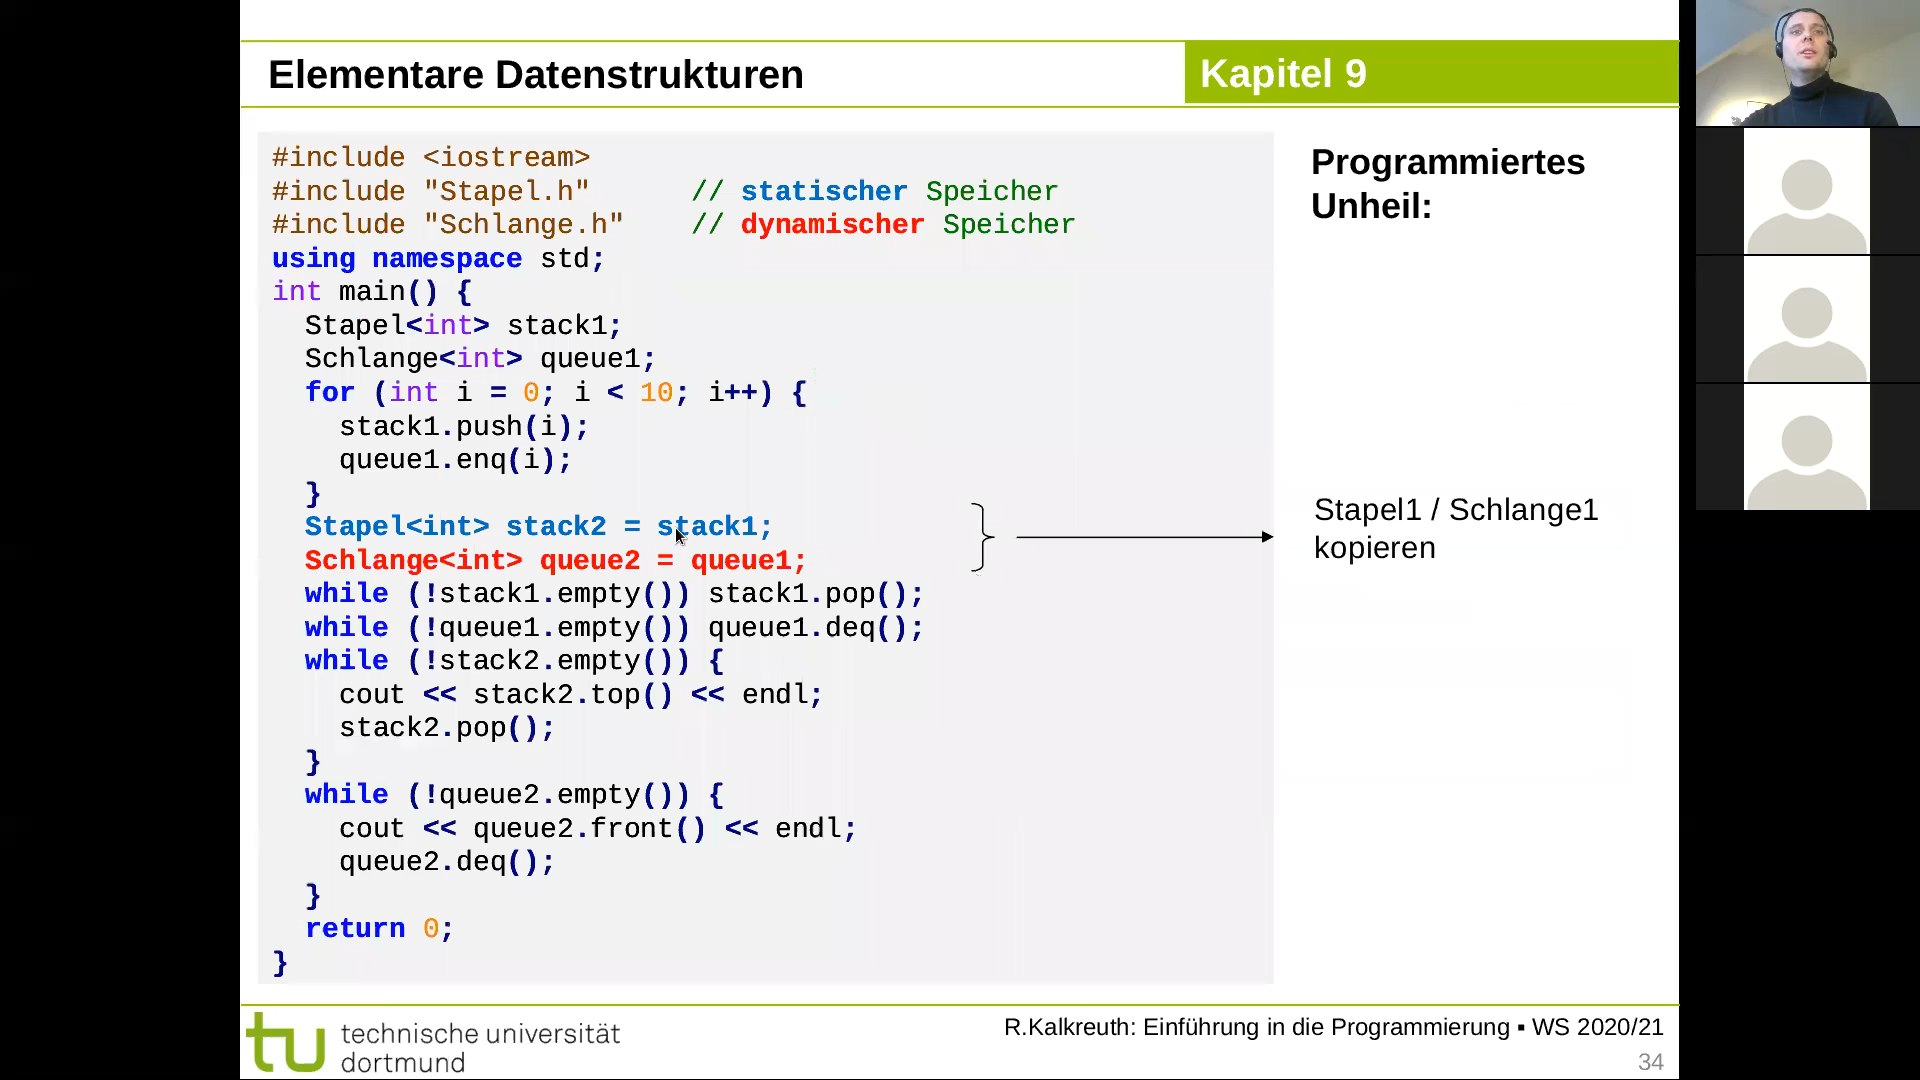 Elementare Datenstrukturen
Kapitel 9
#include <iostream>
#include "Stapel.h" // statischer Speicher
#include "Schlange.h" // dynamischer Speicher
using namespace std;
int main() {
Stapel<int> stack1;
Schlange<int> queue1;
for (int i = 0; i < 10; i++) {
stack1.push(i);
queue1.enq(i);
}
Stapel<int> stack2 = stack1;
Schlange<int> queue2 = queue1;
while (!stack1.empty()) stack1.pop();
while (!queue1.empty()) queue1.deq();
while (!stack2.empty()) {
cout << stack2.top() << endl;
stack2.pop();
}
while (!queue2.empty()) {
cout << queue2.front() << endl;
queue2.deq();
}
return 0;
}
Programmiertes
Unheil:
Stapel1 / Schlange1
kopieren
tu technische universität
dortmund
R.Kalkreuth: Einführung in die Programmierung ▪ WS 2020/21
34